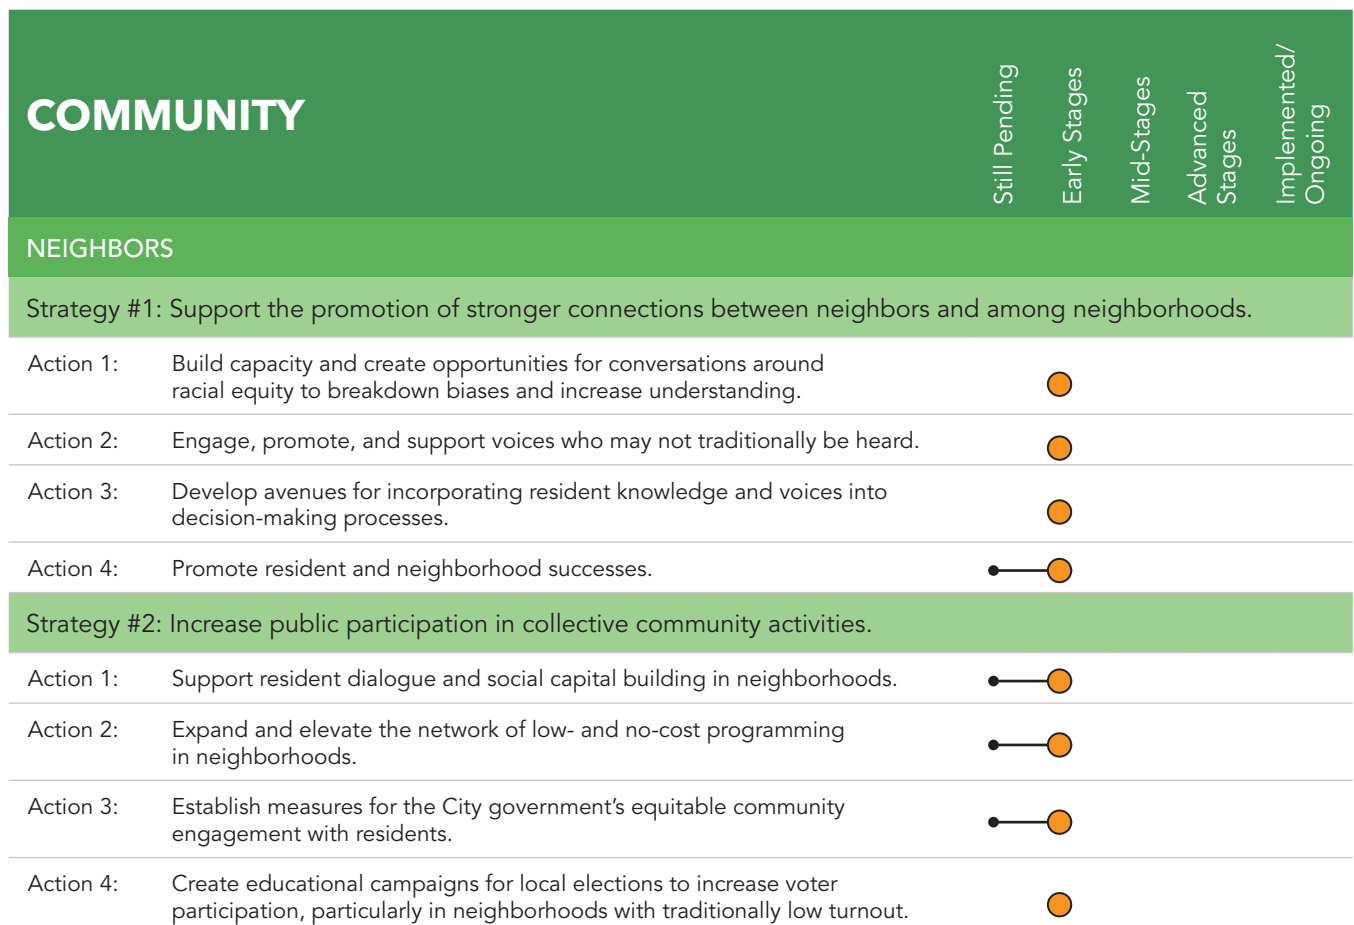 COMMUNITY
Still Pending
Early Stages
Mid-Stages
Advanced
Stages
Implemented/
Ongoing
NEIGHBORS
Strategy #1: Support the promotion of stronger connections between neighbors and among neighborhoods.
Action 1: Build capacity and create opportunities for conversations around
racial equity to breakdown biases and increase understanding.
Action 2: Engage, promote, and support voices who may not traditionally be heard.
Action 3: Develop avenues for incorporating resident knowledge and voices into
decision-making processes.
Action 4: Promote resident and neighborhood successes.
Strategy #2: Increase public participation in collective community activities.
Action 1: Support resident dialogue and social capital building in neighborhoods.
Action 2: Expand and elevate the network of low- and no-cost programming
in neighborhoods.
Action 3: Establish measures for the City government’s equitable community
engagement with residents.
Action 4: Create educational campaigns for local elections to increase voter
participation, particularly in neighborhoods with traditionally low turnout.